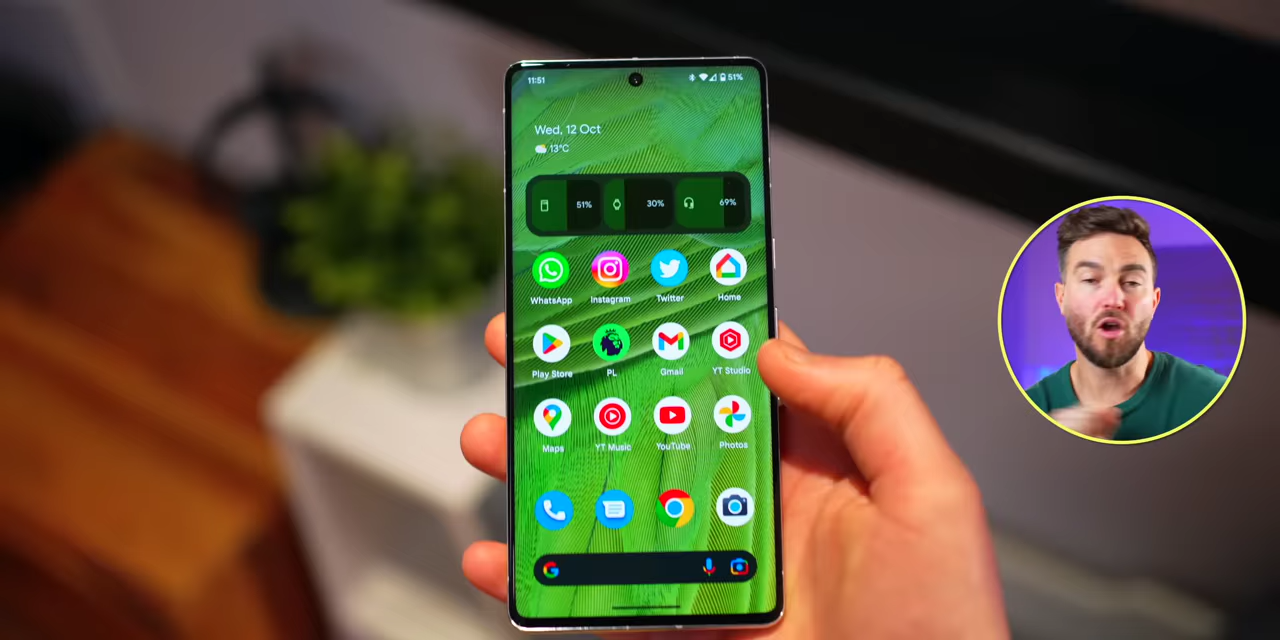 11:51 51%
Wed, 12 Oct
13°C
51% 30% 69%
WhatsApp Instagram Twitter Home
Play Store PL Gmail YT Studio
Maps YT Music YouTube Photos